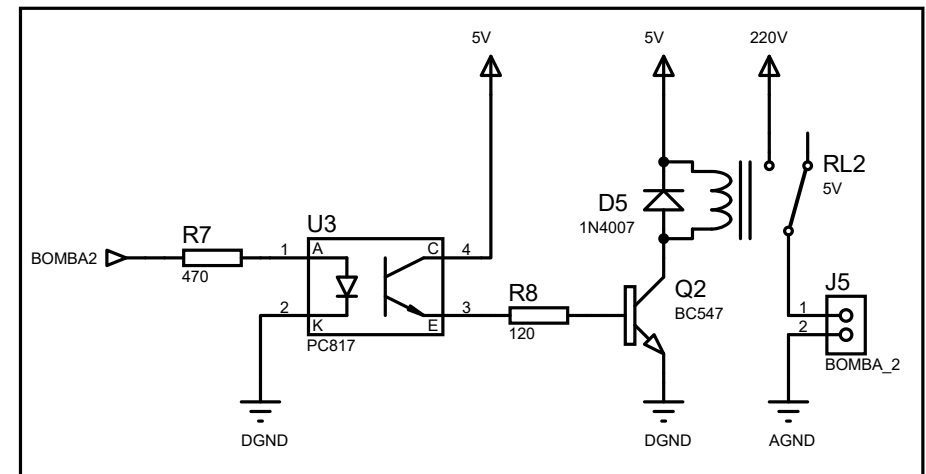 5V
5V
220V
RL2
5V
D5
1N4007
U3
R7
1
A
C
4
BOMBA2
470
J5
Q2
BC547
R8
2
K
E
3
1
2
PC817
120
BOMBA_2
DGND
DGND
AGND